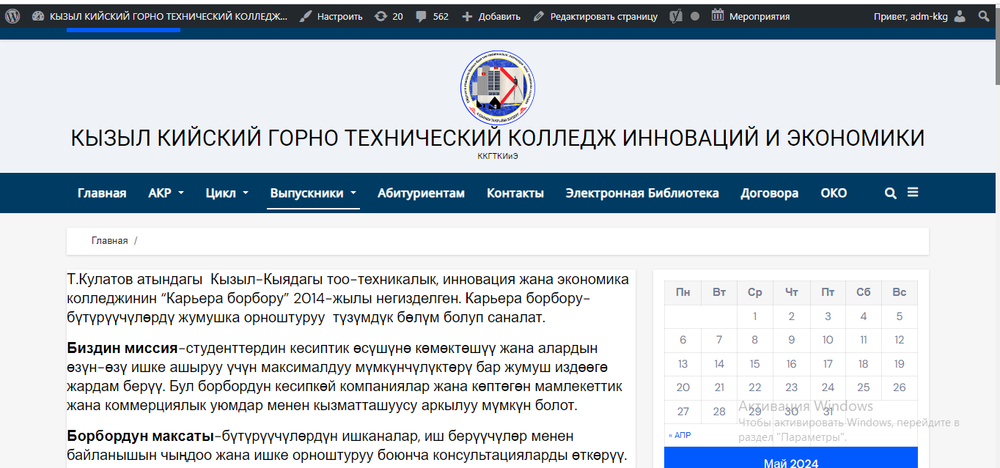 КЫЗЫЛ КИЙСКИЙ ГОРНО ТЕХНИЧЕСКИЙ КОЛЛЕДЖ... Настроить 20 562 Добавить Редактировать страницу Мероприятия Привет, adm-kkg
КЫЗЫЛ КИЙСКИЙ ГОРНО ТЕХНИЧЕСКИЙ КОЛЛЕДЖ ИННОВАЦИЙ И ЭКОНОМИКИ
ККГТКИиЭ
Главная АКР Цикл Выпускники Абитуриентам Контакты Электронная Библиотека Договора ОКО
Главная /
Т.Кулатов атындагы Кызыл-Кыядагы тоо-техникалык, инновация жана экономика
колледжинин “Карьера борбору” 2014-жылы негизделген. Карьера борбору-
бүтүрүүчүлөрдү жумушка орноштуруу түзүмдүк бөлүм болуп саналат.
Биздин миссия-студенттердин кесиптик өсүшүнө көмөктөшүү жана алардын
өзүн-өзү ишке ашыруу үчүн максималдуу мүмкүнчүлүктөрү бар жумуш издөөгө
жардам берүү. Бул борбордун кесипкөй компаниялар жана көптөгөн мамлекеттик
жана коммерциялык уюмдар менен кызматташуусу аркылуу мүмкүн болот.
Борбордун максаты-бүтүрүүчүлөрдүн ишканалар, иш берүүчүлөр менен
байланышын чыңдоо жана ишке орноштуруу боюнча консультацияларды өткөрүү.
Пн Вт Ср Чт Пт Сб Вс
1 2 3 4 5
6 7 8 9 10 11 12
13 14 15 16 17 18 19
20 21 22 23 24 25 26
27 28 29 30 31
« АПР
Май 2024
Активация Windows
Чтобы активировать Windows, перейдите в
раздел "Параметры".